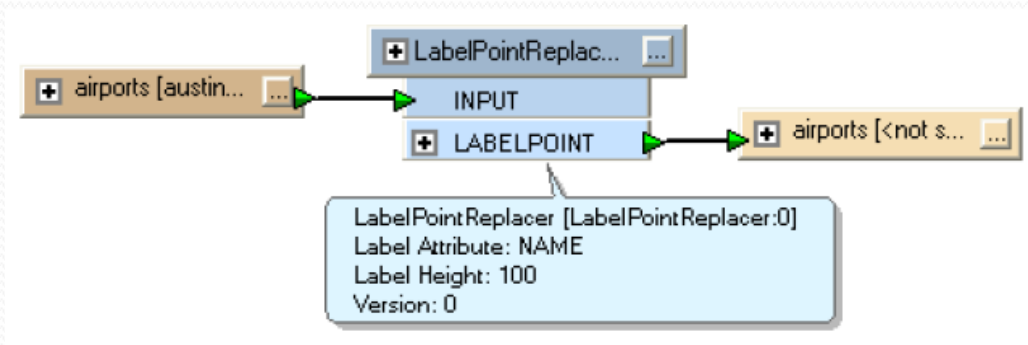 LabelPointReplac... ...
airports [austin... ...
INPUT
LABELPOINT
airports [<not s... ...
LabelPointReplacer [LabelPointReplacer:0]
Label Attribute: NAME
Label Height: 100
Version: 0